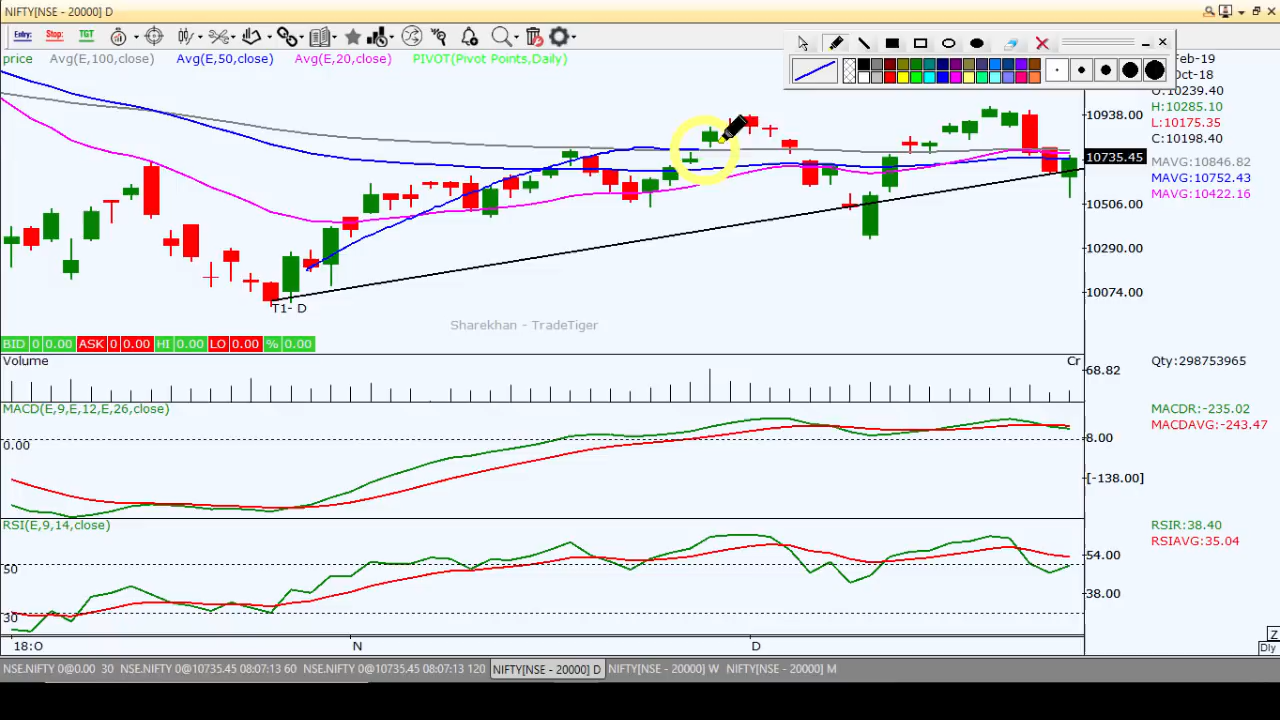 NIFTY[NSE - 20000] D
Entry: Stop: TGT
price Avg(E,100,close) Avg(E,50,close) Avg(E,20,close) PIVOT(Pivot Points,Daily)
Feb-19
Oct-18
O:10239.40
H:10285.10
L:10175.35
C:10198.40
10938.00
10735.45
MAVG:10846.82
MAVG:10752.43
MAVG:10422.16
10506.00
10290.00
10074.00
T1- D
Sharekhan - TradeTiger
BID 0 0.00 ASK 0 0.00 HI 0.00 LO 0.00 % 0.00
Volume
Cr
Qty:298753965
68.82
MACD(E,9,E,12,E,26,close)
MACDR:-235.02
MACDAVG:-243.47
0.00
8.00
[-138.00]
RSI(E,9,14,close)
RSIR:38.40
RSIAVG:35.04
54.00
50
38.00
30
18:O N D
Z
Dly
NSE.NIFTY 0@0.00 30 NSE.NIFTY 0@10735.45 08:07:13 60 NSE.NIFTY 0@10735.45 08:07:13 120 NIFTY[NSE - 20000] D NIFTY[NSE - 20000] W NIFTY[NSE - 20000] M